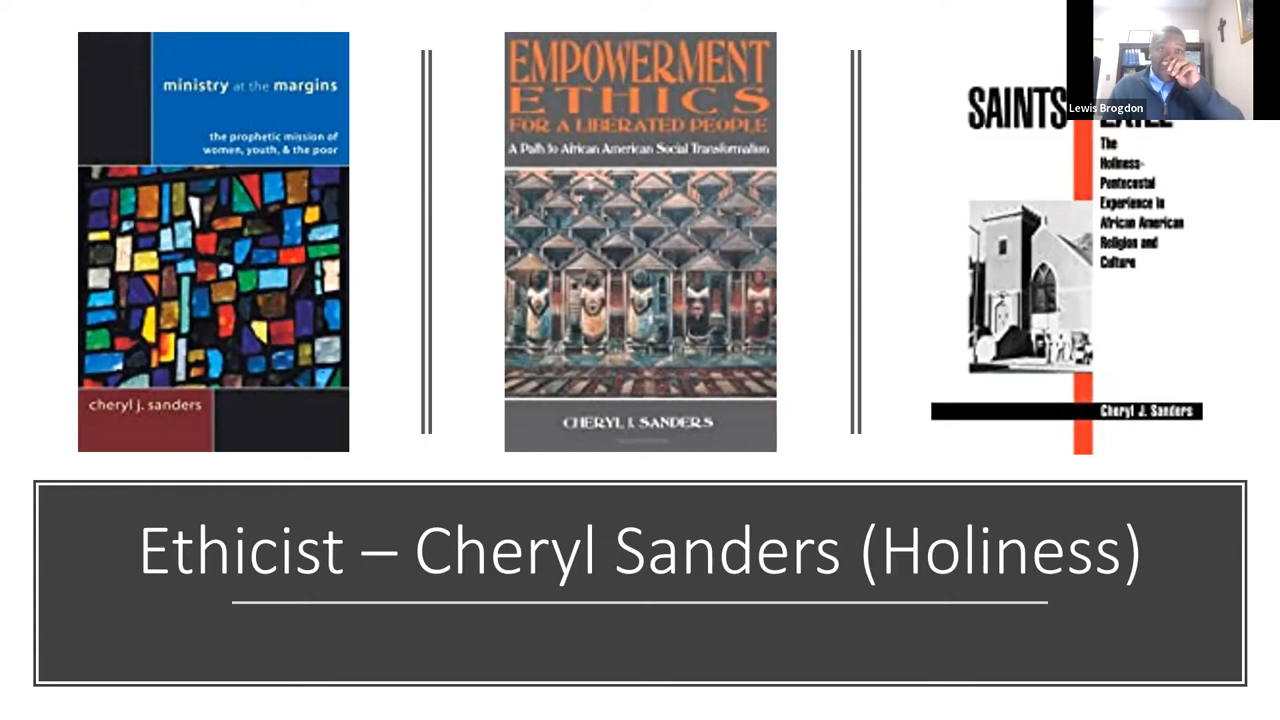 ministry at the margins
the prophetic mission of
women, youth, & the poor
cheryl j. sanders
EMPOWERMENT
ETHICS
FOR A LIBERATED PEOPLE
A Path to African American Social Transformation
CHERYL J. SANDERS
SAINTS
The
Holiness-
Pentecostal
Experience in
African American
Religion and
Culture
Cheryl J. Sanders
Lewis Brogdon
Ethicist – Cheryl Sanders (Holiness)